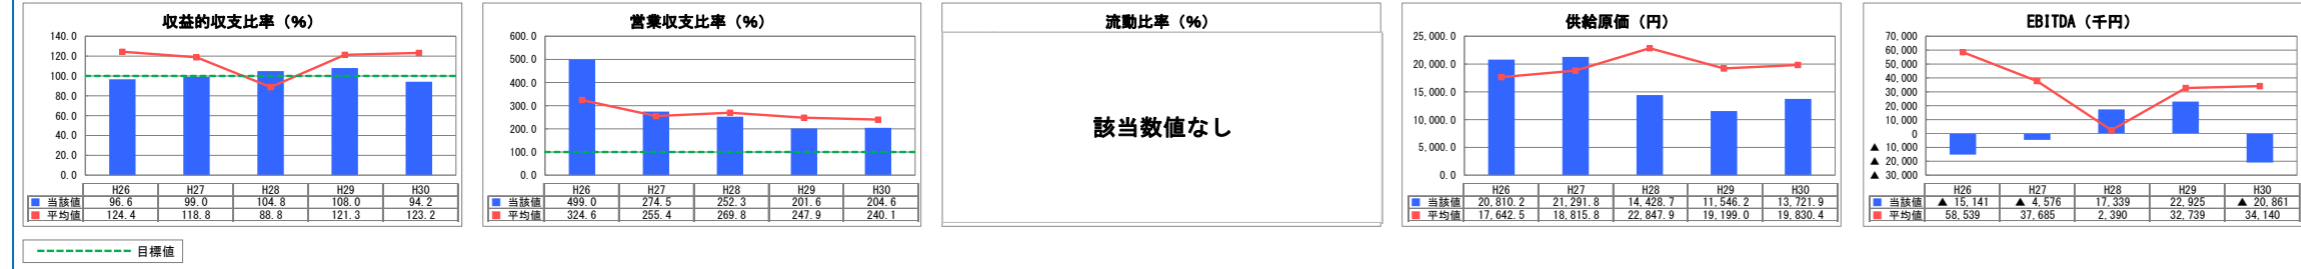 収益的収支比率（%）
140.0
120.0
100.0
80.0
60.0
40.0
20.0
0.0
H26 H27 H28 H29 H30
当該値 96.6 99.0 104.8 108.0 94.2
平均値 124.4 118.8 88.8 121.3 123.2
営業収支比率（%）
600.0
500.0
400.0
300.0
200.0
100.0
0.0
H26 H27 H28 H29 H30
当該値 499.0 274.5 252.3 201.6 204.6
平均値 324.6 255.4 269.8 247.9 240.1
流動比率（%）
該当数値なし
供給原価（円）
25,000.0
20,000.0
15,000.0
10,000.0
5,000.0
0.0
H26 H27 H28 H29 H30
当該値 20,810.2 21,291.8 14,428.7 11,546.2 13,721.9
平均値 17,642.5 18,815.8 22,847.9 19,199.0 19,830.4
EBITDA（千円）
70,000
60,000
50,000
40,000
30,000
20,000
10,000
0
▲ 10,000
▲ 20,000
▲ 30,000
H26 H27 H28 H29 H30
当該値 ▲ 15,141 ▲ 4,576 17,339 22,925 ▲ 20,861
平均値 58,539 37,685 2,390 32,739 34,140
目標値